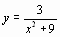 y = 3/(x² + 9)